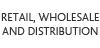 RETAIL, WHOLESALE
AND DISTRIBUTION